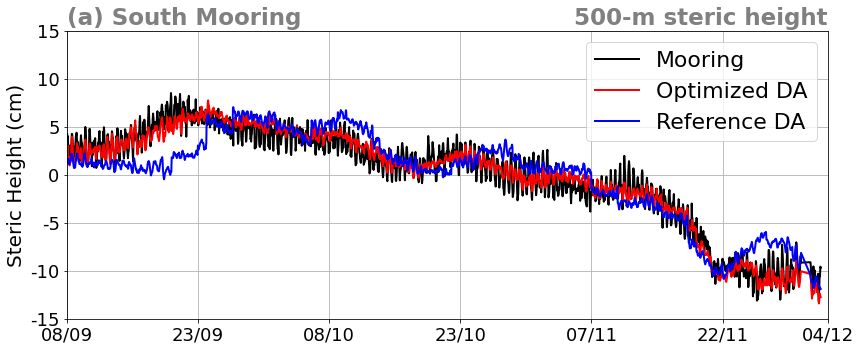 (a) South Mooring 500-m steric height
15
10
5
0
-5
-10
-15
Steric Height (cm)
Mooring
Optimized DA
Reference DA
08/09 23/09 08/10 23/10 07/11 22/11 04/12